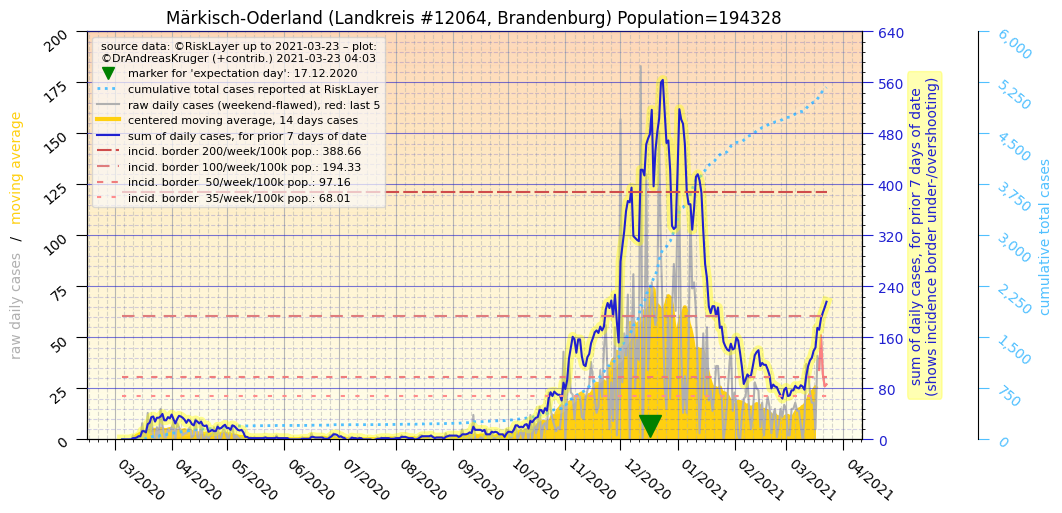 Märkisch-Oderland (Landkreis #12064, Brandenburg) Population=194328
source data: ©RiskLayer up to 2021-03-23 – plot:
©DrAndreasKruger (+contrib.) 2021-03-23 04:03
marker for 'expectation day': 17.12.2020
cumulative total cases reported at RiskLayer
raw daily cases (weekend-flawed), red: last 5
centered moving average, 14 days cases
sum of daily cases, for prior 7 days of date
incid. border 200/week/100k pop.: 388.66
incid. border 100/week/100k pop.: 194.33
incid. border  50/week/100k pop.: 97.16
incid. border  35/week/100k pop.: 68.01
raw daily cases / moving average
200
175
150
125
100
75
50
25
0
03/2020
04/2020
05/2020
06/2020
07/2020
08/2020
09/2020
10/2020
11/2020
12/2020
01/2021
02/2021
03/2021
04/2021
640
560
480
400
320
240
160
80
0
sum of daily cases, for prior 7 days of date
(shows incidence border under-/overshooting)
6,000
5,250
4,500
3,750
3,000
2,250
1,500
750
0
cumulative total cases